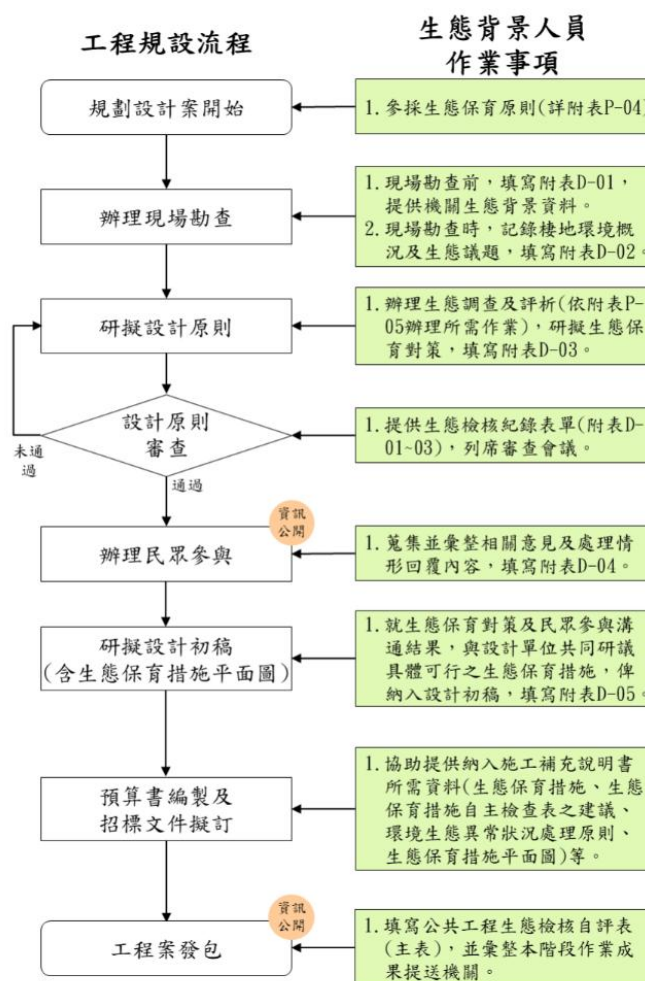 工程規設流程
生態背景人員
作業事項
規劃設計案開始
1. 參採生態保育原則(詳附表P-04)
辦理現場勘查
1. 現場勘查前，填寫附表D-01，
提供機關生態背景資料。
2. 現場勘查時，記錄棲地環境概
況及生態議題，填寫附表D-02。
研擬設計原則
1. 辦理生態調查及評析(依附表P-
05辦理所需作業)，研擬生態保
育對策，填寫附表D-03。
設計原則
審查
未通
過
通過
1. 提供生態檢核紀錄表單(附表D-
01~03)，列席審查會議。
資訊
公開
辦理民眾參與
1. 蒐集並彙整相關意見及處理情
形回覆內容，填寫附表D-04。
研擬設計初稿
(含生態保育措施平面圖)
1. 就生態保育對策及民眾參與溝
通結果，與設計單位共同研議
具體可行之生態保育措施，俾
納入設計初稿，填寫附表D-05。
預算書編製及
招標文件擬訂
1. 協助提供納入施工補充說明書
所需資料(生態保育措施、生態
保育措施自主檢查表之建議、
環境生態異常狀況處理原則、
生態保育措施平面圖)等。
資訊
公開
工程案發包
1. 填寫公共工程生態檢核自評表
(主表)，並彙整本階段作業成
果提送機關。